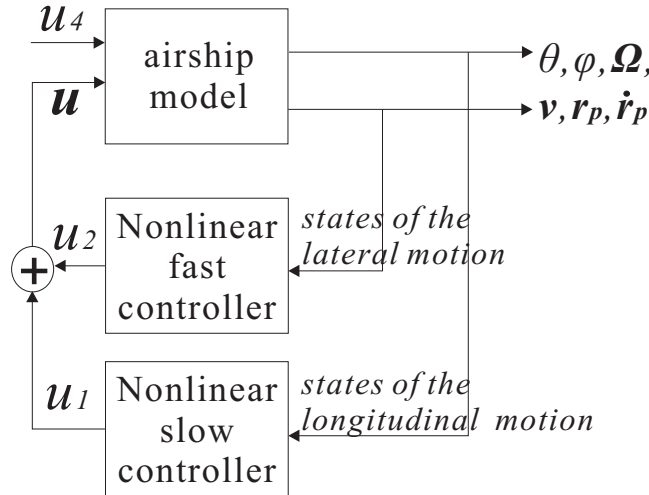 u4
airship
model
θ, φ, Ω,
v, rp, ṙp
u
u2
Nonlinear
fast
controller
states of the
lateral motion
+
u1
Nonlinear
slow
controller
states of the
longitudinal motion